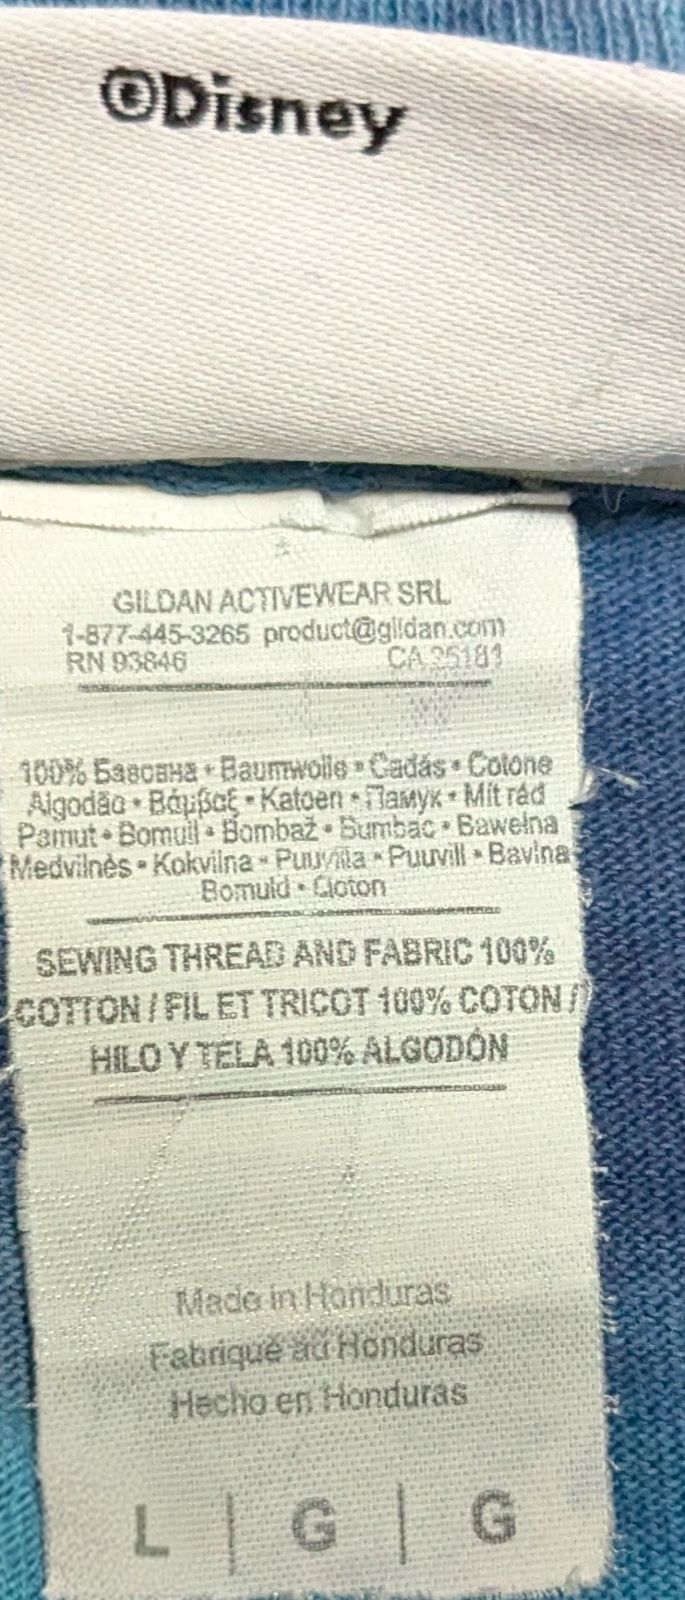 ©Disney
GILDAN ACTIVEWEAR SRL
1-877-445-3265 product@gildan.com
RN 93846 CA 25181
100% Бавовна • Baumwolle • Cadás • Cotone
Algodão • Βάμβαξ • Katoen • Памук • Mit rád
Pamut • Bomull • Bombaž • Bumbac • Bawełna
Medvilnės • Kokvilna • Puuvilla • Puuvill • Bavlna
Bomuld • Cloton
SEWING THREAD AND FABRIC 100%
COTTON / FIL ET TRICOT 100% COTON /
HILO Y TELA 100% ALGODÓN
Made in Honduras
Fabriqué au Honduras
Hecho en Honduras
L | G | G